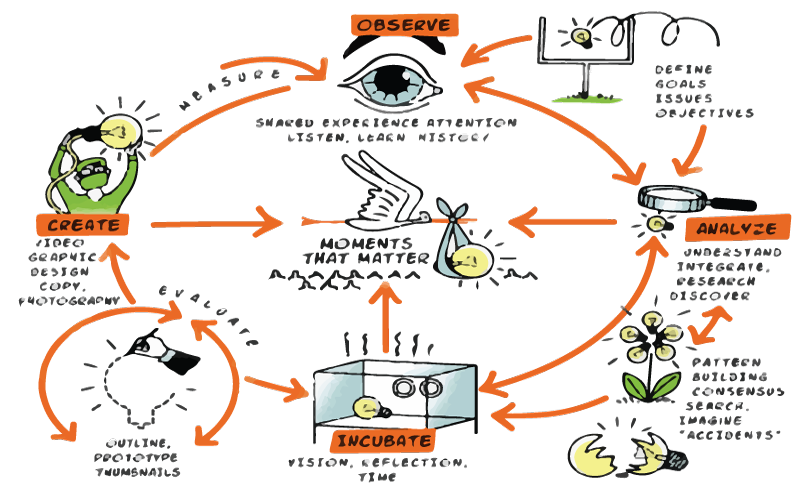 OBSERVE
MEASURE
SHARED EXPERIENCE ATTENTION
LISTEN, LEARN HISTORY
DEFINE
GOALS
ISSUES
OBJECTIVES
CREATE
VIDEO
GRAPHIC
DESIGN
COPY,
PHOTOGRAPHY
MOMENTS
THAT MATTER
ANALYZE
UNDERSTAND
INTEGRATE,
RESEARCH
DISCOVER
EVALUATE
OUTLINE,
PROTOTYPE
THUMBNAILS
INCUBATE
VISION, REFLECTION,
TIME
PATTERN
BUILDING
CONSENSUS
SEARCH,
IMAGINE
"ACCIDENTS"